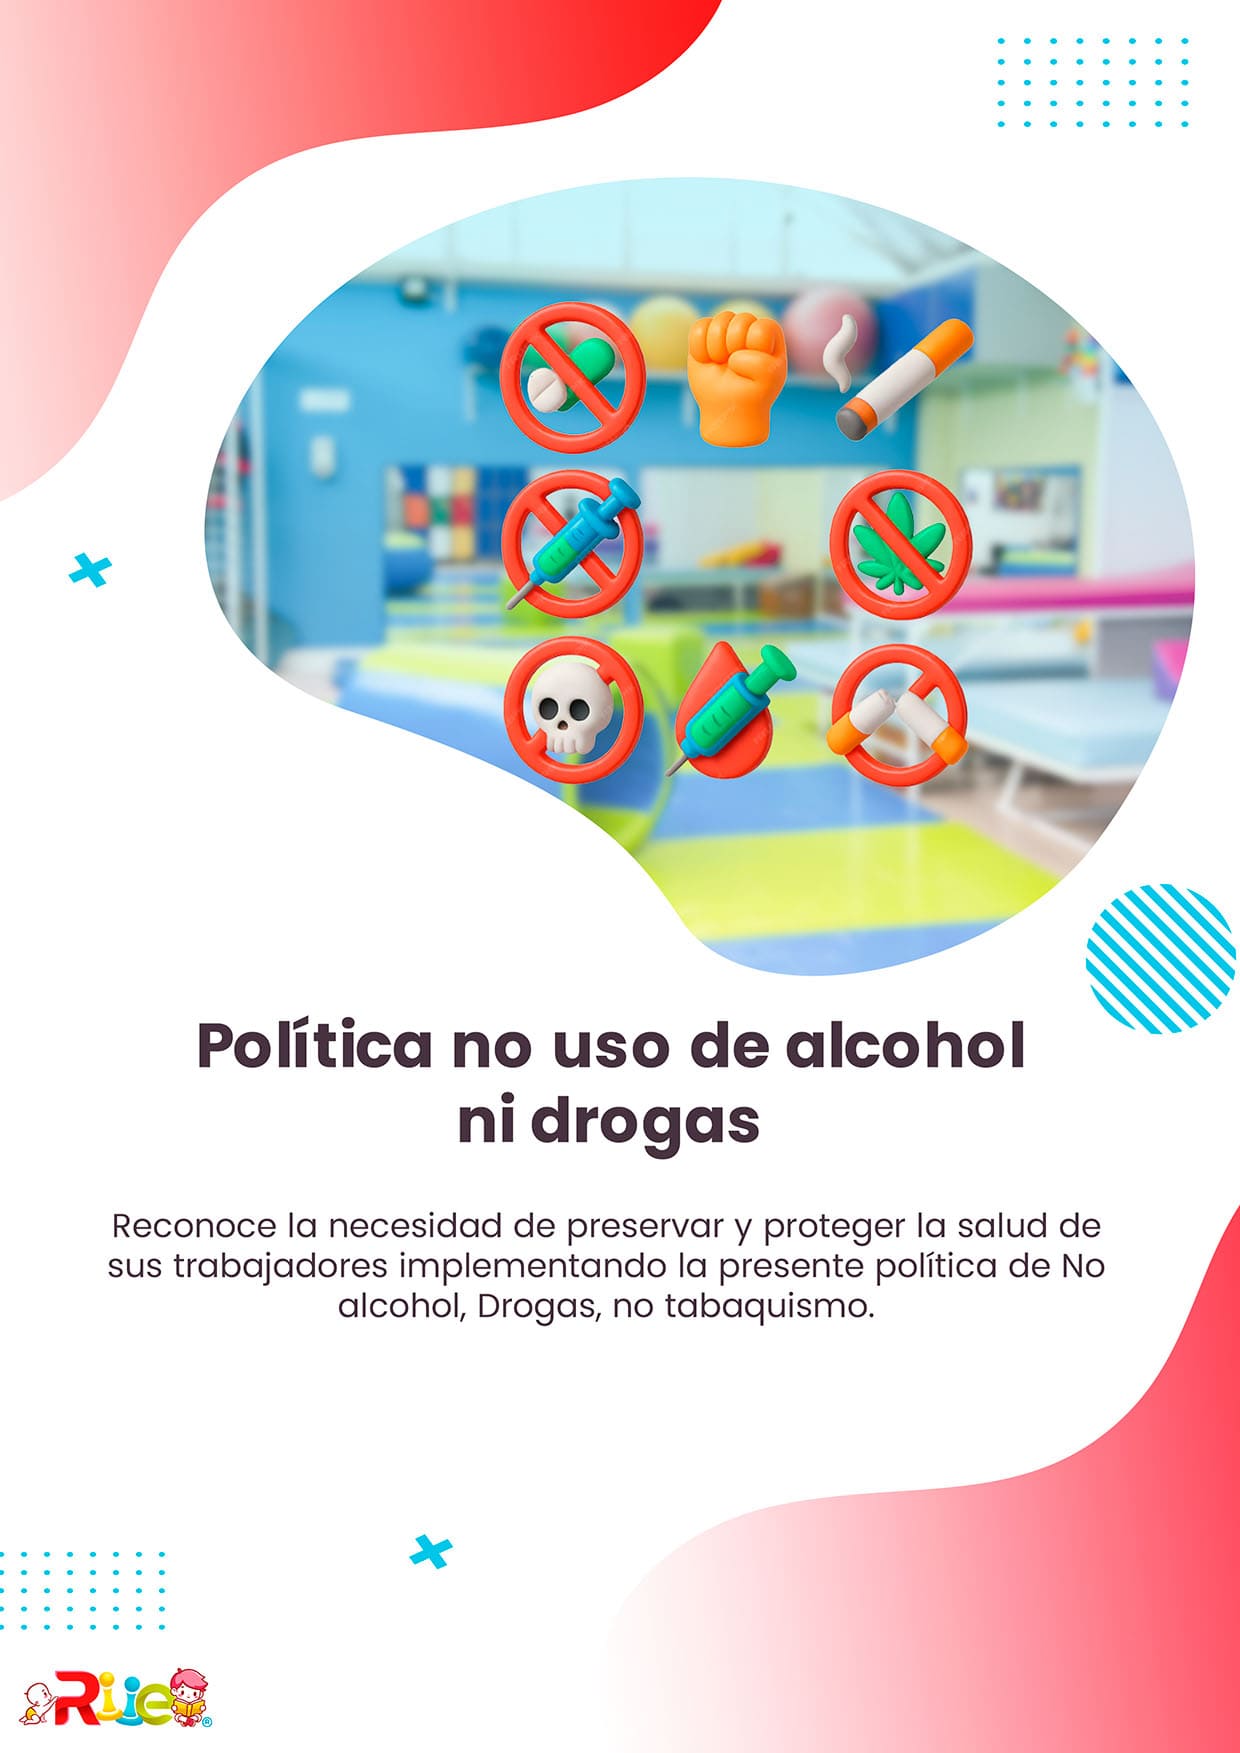 Política no uso de alcohol
ni drogas
Reconoce la necesidad de preservar y proteger la salud de
sus trabajadores implementando la presente política de No
alcohol, Drogas, no tabaquismo.
Rije
®